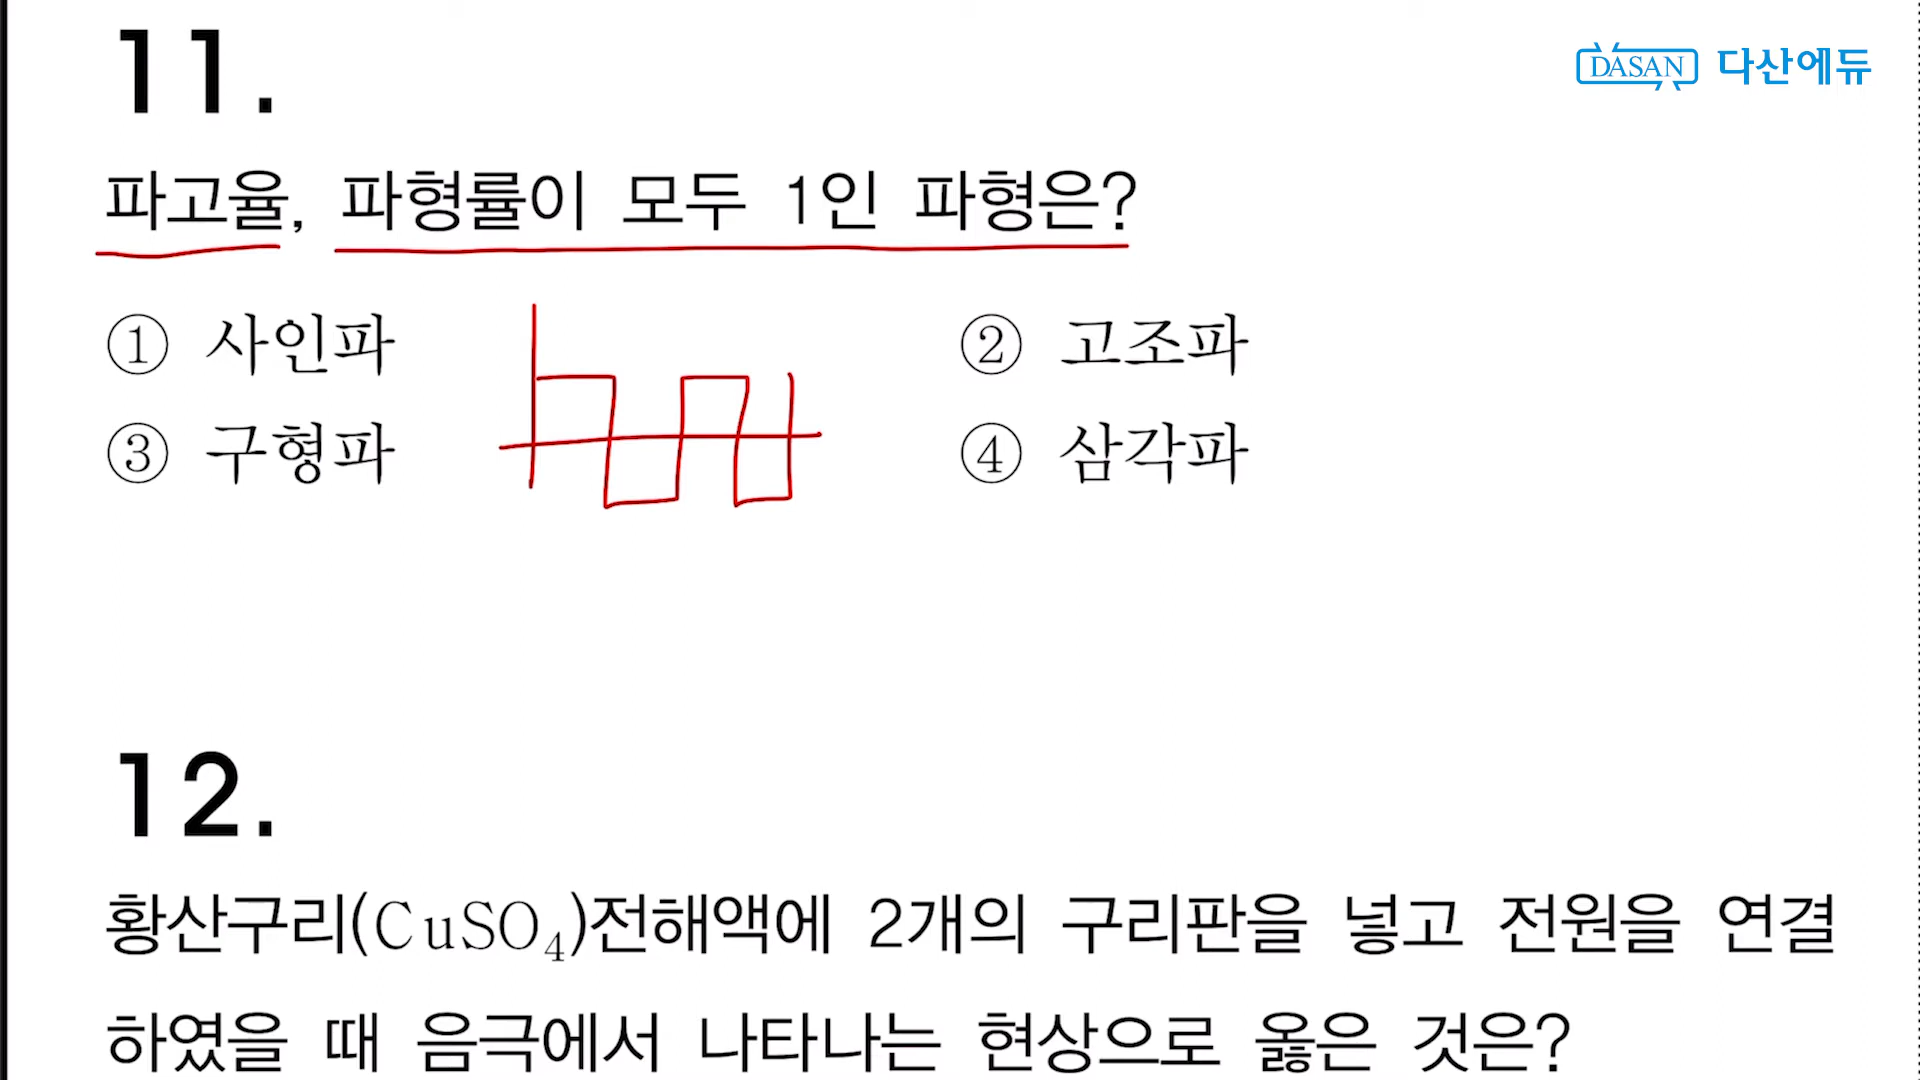 11.
DASAN 다산에듀
파고율, 파형률이 모두 1인 파형은?
① 사인파 ② 고조파
③ 구형파 ④ 삼각파
12.
황산구리(CuSO₄)전해액에 2개의 구리판을 넣고 전원을 연결
하였을 때 음극에서 나타나는 현상으로 옳은 것은?